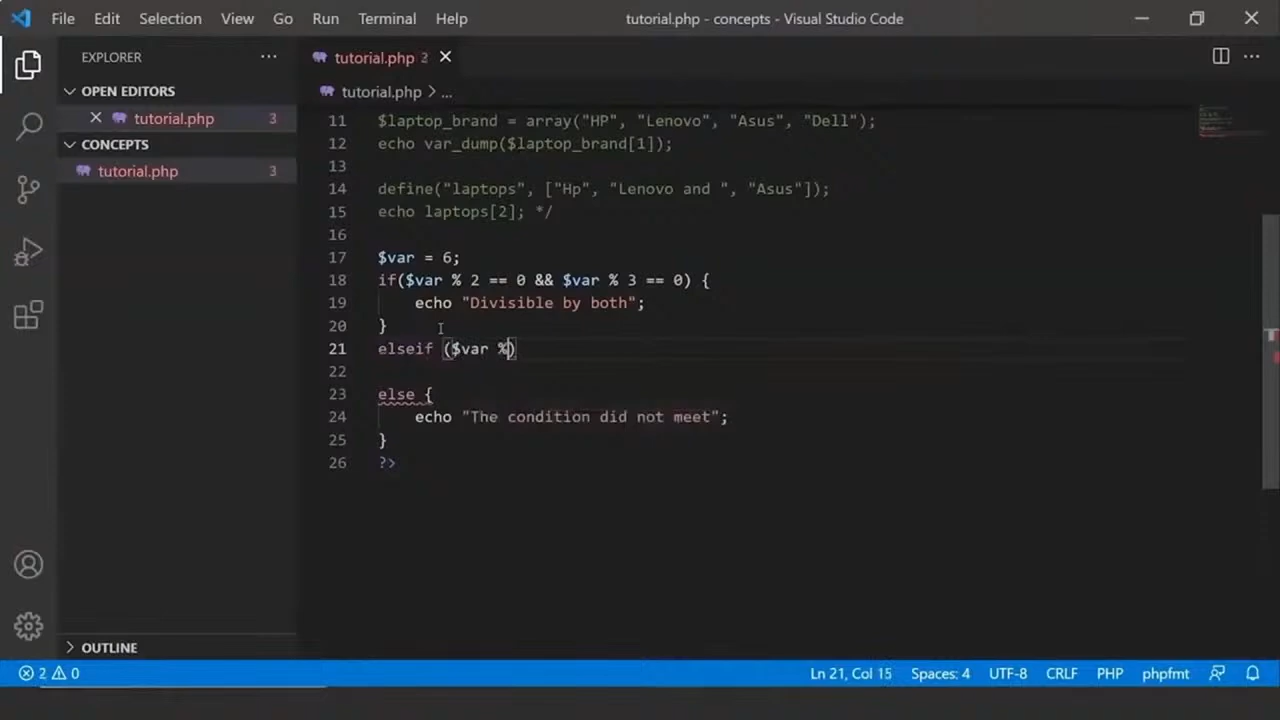 File Edit Selection View Go Run Terminal Help tutorial.php - concepts - Visual Studio Code
EXPLORER ...
OPEN EDITORS
tutorial.php 3
CONCEPTS
tutorial.php 3
OUTLINE
tutorial.php 2
tutorial.php > ...
11 $laptop_brand = array("HP", "Lenovo", "Asus", "Dell");
12 echo var_dump($laptop_brand[1]);
13
14 define("laptops", ["Hp", "Lenovo and ", "Asus"]);
15 echo laptops[2]; */
16
17 $var = 6;
18 if($var % 2 == 0 && $var % 3 == 0) {
19 echo "Divisible by both";
20 }
21 elseif ($var %)
22
23 else {
24 echo "The condition did not meet";
25 }
26 ?>
2 0 Ln 21, Col 15 Spaces: 4 UTF-8 CRLF PHP phpfmt